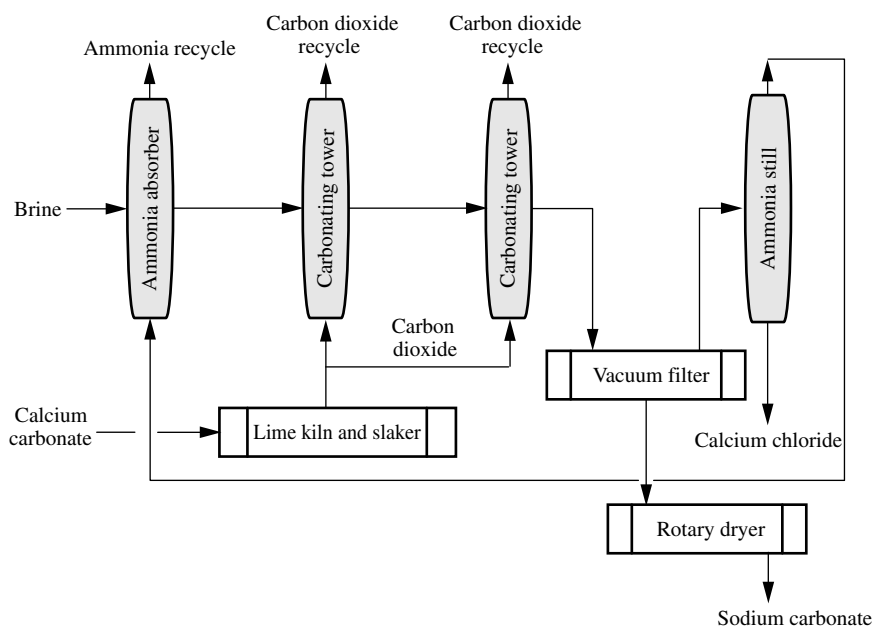 Ammonia recycle
Carbon dioxide
recycle
Carbon dioxide
recycle
Brine
Ammonia absorber
Carbonating tower
Carbonating tower
Ammonia still
Carbon
dioxide
Vacuum filter
Calcium
carbonate
Lime kiln and slaker
Calcium chloride
Rotary dryer
Sodium carbonate